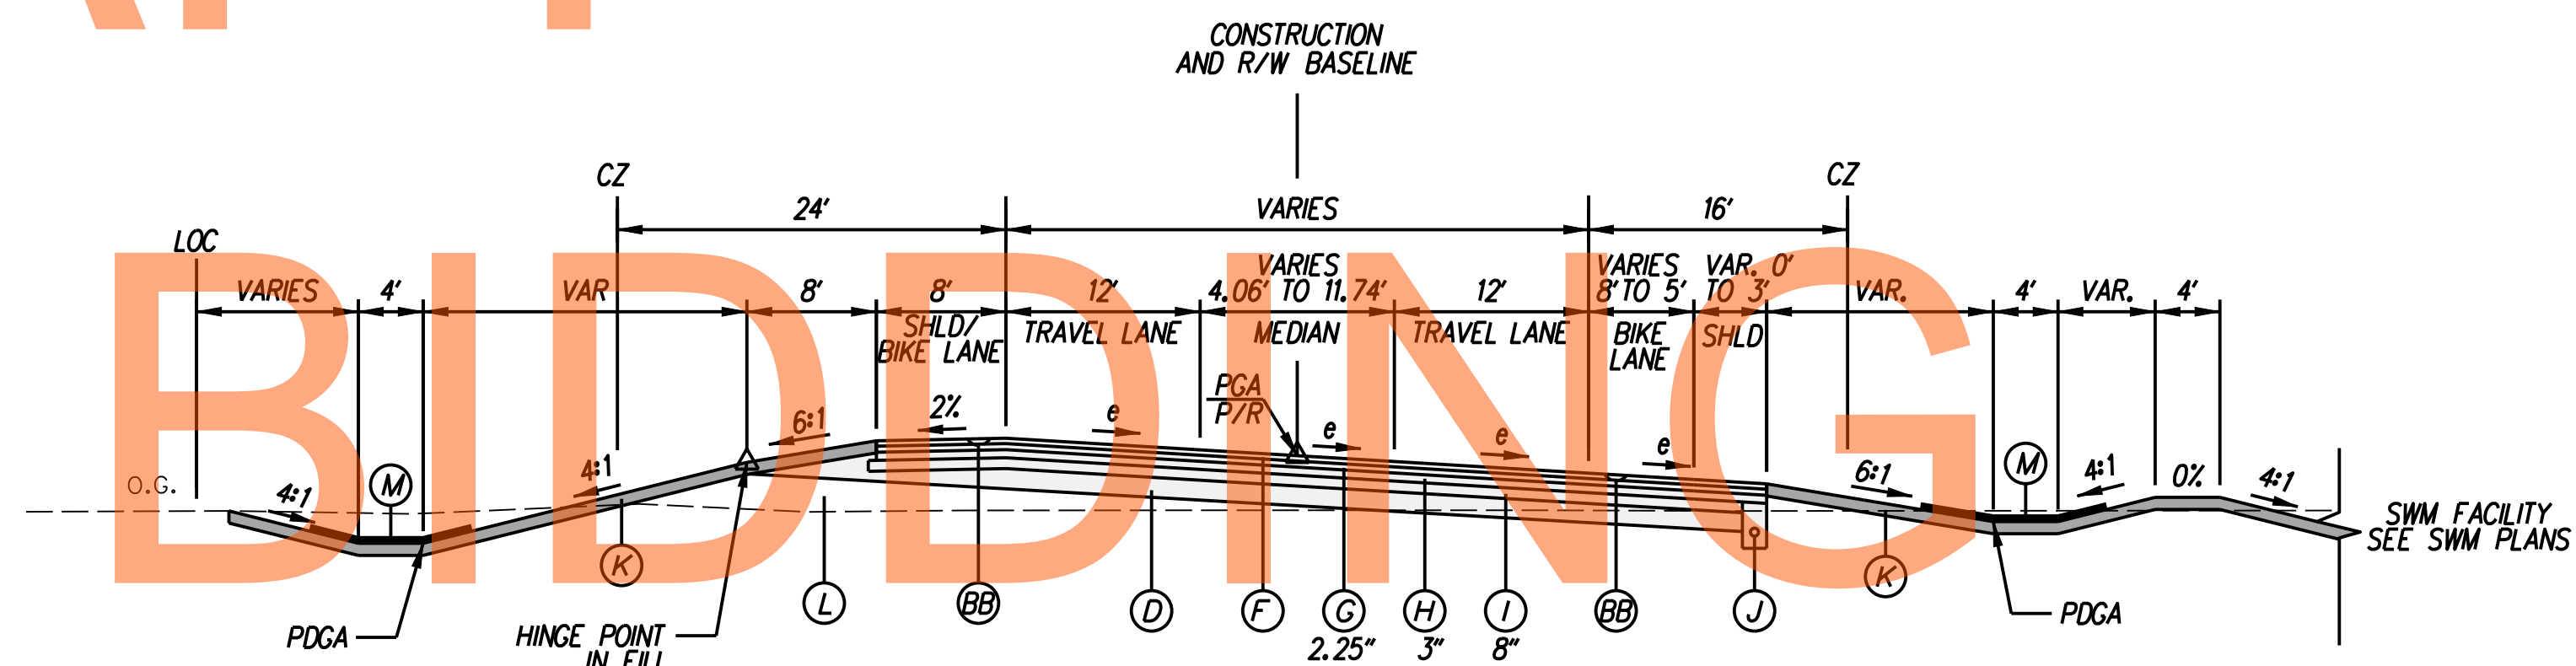 CONSTRUCTION
AND R/W BASELINE
CZ
CZ
24'
VARIES
16'
LOC
VARIES
4'
VAR
8'
8'
SHLD/
BIKE LANE
12'
TRAVEL LANE
VARIES
4.06' TO 11.74'
MEDIAN
12'
TRAVEL LANE
VARIES
8' TO 5'
BIKE
LANE
VAR. 0'
TO 3'
SHLD
VAR.
4'
VAR.
4'
PGA
P/R
6:1
2%
e
e
e
e
O.G.
4:1
M
4:1
6:1
M
4:1
0%
4:1
SWM FACILITY
SEE SWM PLANS
K
L
BB
D
F
G
2.25"
H
3"
I
8"
BB
J
K
PDGA
PDGA
HINGE POINT
IN FILL
BIDDING